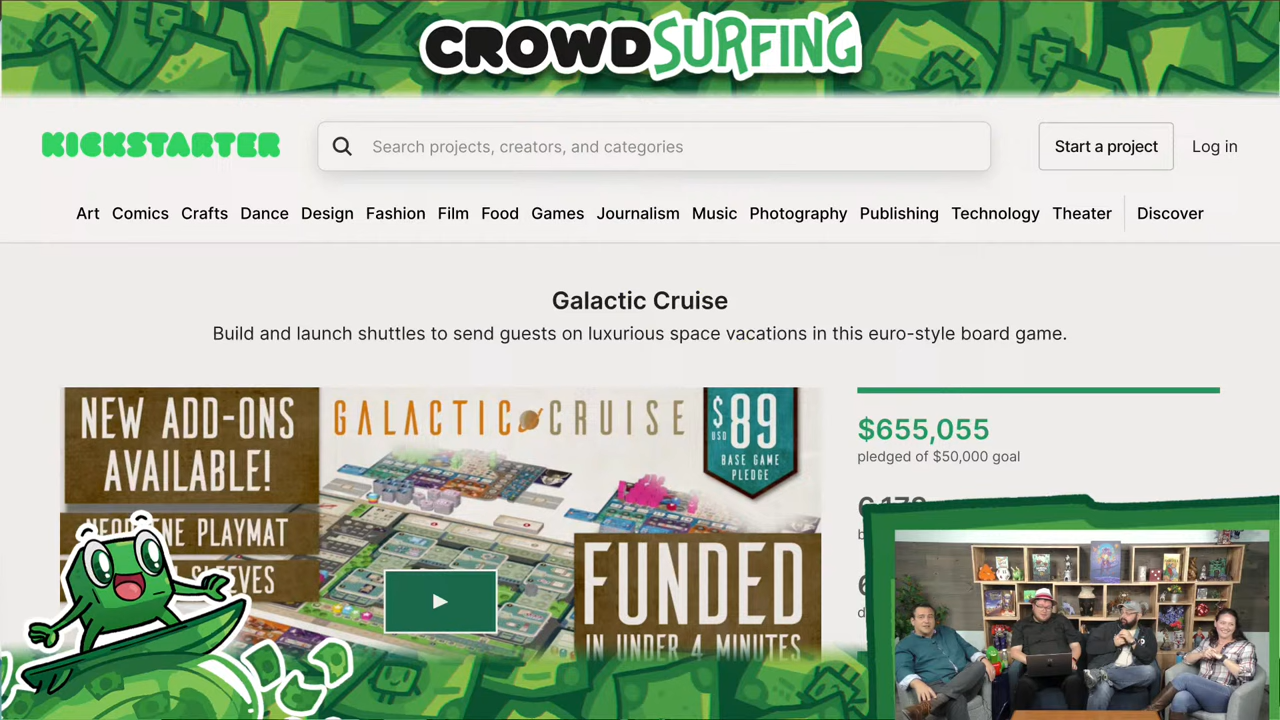 CROWDSURFING
KICKSTARTER
Search projects, creators, and categories
Start a project
Log in
Art Comics Crafts Dance Design Fashion Film Food Games Journalism Music Photography Publishing Technology Theater Discover
Galactic Cruise
Build and launch shuttles to send guests on luxurious space vacations in this euro-style board game.
NEW ADD-ONS
AVAILABLE!
PLAYMAT
SLEEVES
GALACTIC CRUISE
$89
USD
BASE GAME
PLEDGE
FUNDED
IN UNDER 4 MINUTES
$655,055
pledged of $50,000 goal